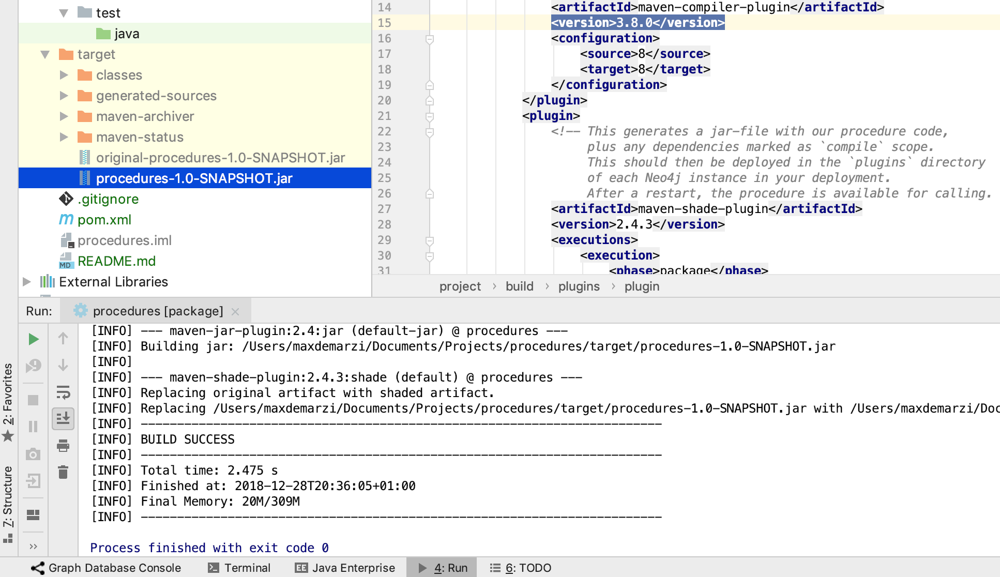 test
java
target
classes
generated-sources
maven-archiver
maven-status
original-procedures-1.0-SNAPSHOT.jar
procedures-1.0-SNAPSHOT.jar
.gitignore
pom.xml
procedures.iml
README.md
External Libraries
14 <artifactId>maven-compiler-plugin</artifactId>
15 <version>3.8.0</version>
16 <configuration>
17 <source>8</source>
18 <target>8</target>
19 </configuration>
20 </plugin>
21 <plugin>
22 <!-- This generates a jar-file with our procedure code,
23 plus any dependencies marked as `compile` scope.
24 This should then be deployed in the `plugins` directory
25 of each Neo4j instance in your deployment.
26 After a restart, the procedure is available for calling.
27 <artifactId>maven-shade-plugin</artifactId>
28 <version>2.4.3</version>
29 <executions>
30 <execution>
31 <phase>package</phase>
project › build › plugins › plugin
Run: procedures [package]
[INFO] --- maven-jar-plugin:2.4:jar (default-jar) @ procedures ---
[INFO] Building jar: /Users/maxdemarzi/Documents/Projects/procedures/target/procedures-1.0-SNAPSHOT.jar
[INFO]
[INFO] --- maven-shade-plugin:2.4.3:shade (default) @ procedures ---
[INFO] Replacing original artifact with shaded artifact.
[INFO] Replacing /Users/maxdemarzi/Documents/Projects/procedures/target/procedures-1.0-SNAPSHOT.jar with /Users/maxdemarzi/Doc
[INFO] ------------------------------------------------------------------------
[INFO] BUILD SUCCESS
[INFO] ------------------------------------------------------------------------
[INFO] Total time: 2.475 s
[INFO] Finished at: 2018-12-28T20:36:05+01:00
[INFO] Final Memory: 20M/309M
[INFO] ------------------------------------------------------------------------
Process finished with exit code 0
2: Favorites
7: Structure
Graph Database Console
Terminal
Java Enterprise
4: Run
6: TODO